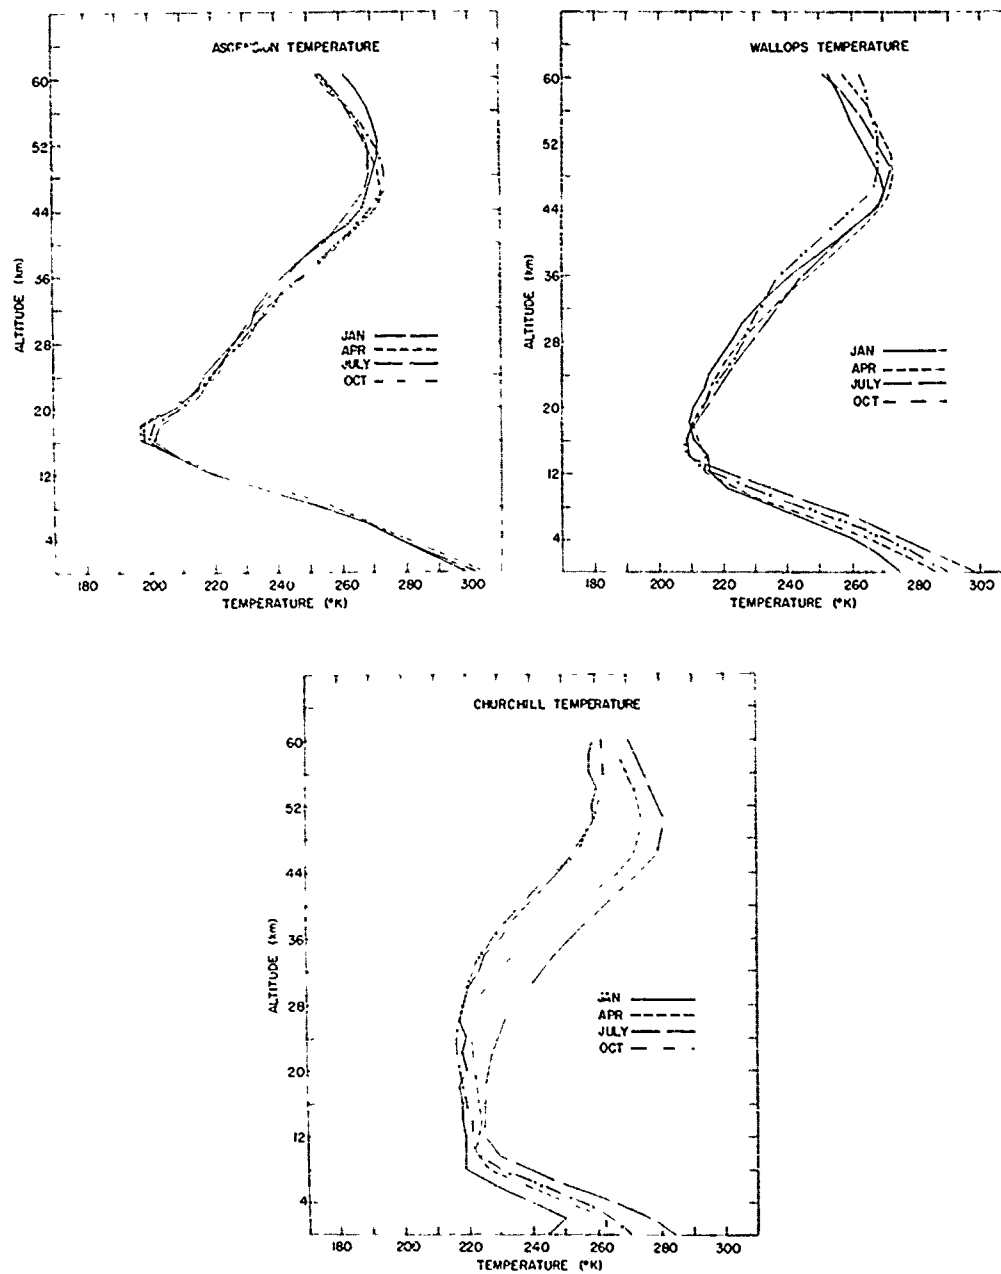 ASCENSION TEMPERATURE
60
52
44
36
28
20
12
4
ALTITUDE (km)
JAN
APR
JULY
OCT
180 200 220 240 260 280 300
TEMPERATURE (°K)
WALLOPS TEMPERATURE
60
52
44
36
28
20
12
4
ALTITUDE (km)
JAN
APR
JULY
OCT
180 200 220 240 260 280 300
TEMPERATURE (°K)
CHURCHILL TEMPERATURE
60
52
44
36
28
20
12
4
ALTITUDE (km)
JAN
APR
JULY
OCT
180 200 220 240 260 280 300
TEMPERATURE (°K)